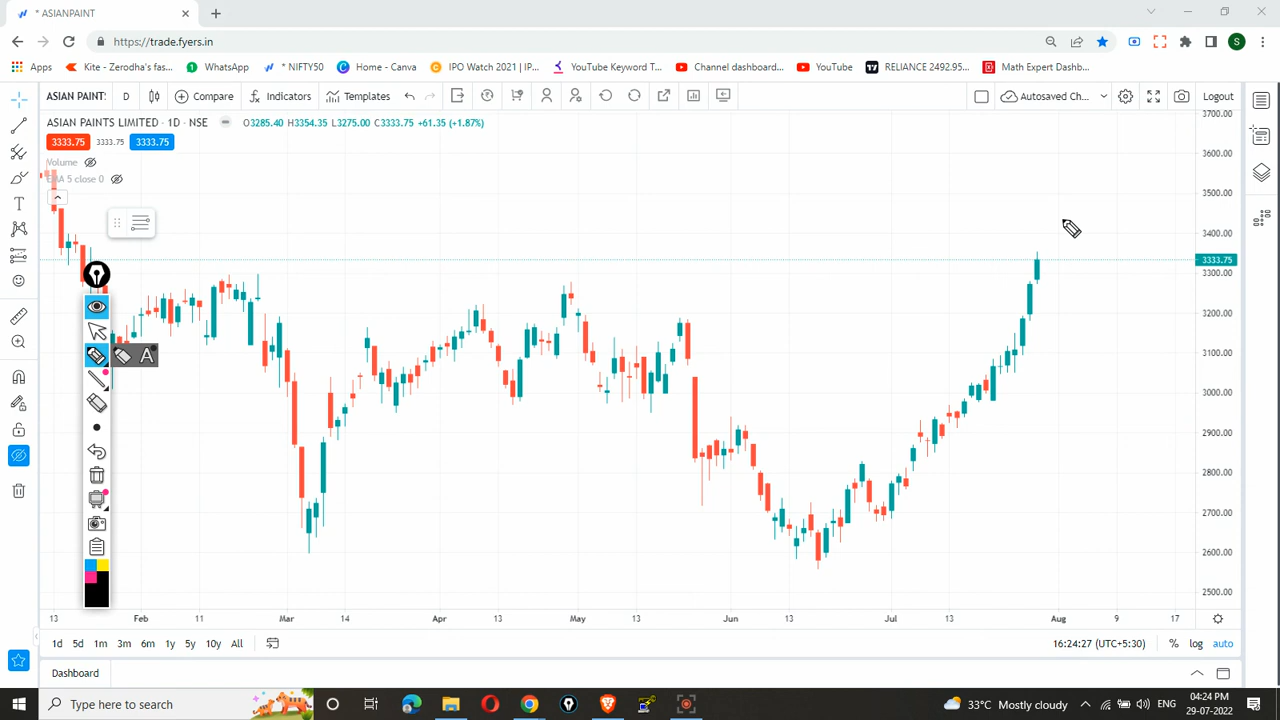 * ASIANPAINT
https://trade.fyers.in
Apps
Kite - Zerodha's fas...
WhatsApp
* NIFTY50
Home - Canva
IPO Watch 2021 | IP...
YouTube Keyword T...
Channel dashboard...
YouTube
RELIANCE 2492.95...
Math Expert Dashb...
S
ASIAN PAINT
D
Compare
Indicators
Templates
Autosaved Ch...
Logout
ASIAN PAINTS LIMITED · 1D · NSE
O3285.40 H3354.35 L3275.00 C3333.75 +61.35 (+1.87%)
3333.75
3333.75
3333.75
Volume
EMA 5 close 0
3700.00
3600.00
3500.00
3400.00
3333.75
3300.00
3200.00
3100.00
3000.00
2900.00
2800.00
2700.00
2600.00
2500.00
A
13
Feb
11
Mar
14
Apr
13
May
13
Jun
13
Jul
13
Aug
9
17
1d 5d 1m 3m 6m 1y 5y 10y All
16:24:27 (UTC+5:30)
% log auto
Dashboard
Type here to search
33°C Mostly cloudy
ENG
04:24 PM
29-07-2022